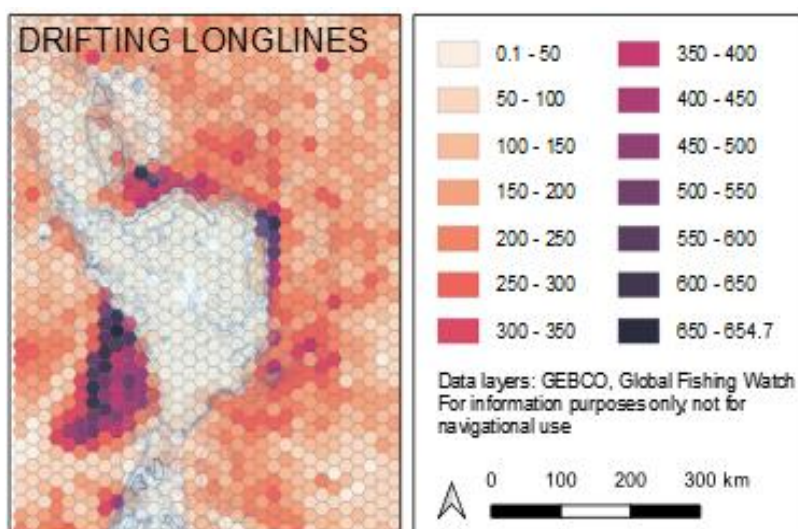 DRIFTING LONGLINES
0.1 - 50
50 - 100
100 - 150
150 - 200
200 - 250
250 - 300
300 - 350
350 - 400
400 - 450
450 - 500
500 - 550
550 - 600
600 - 650
650 - 654.7
Data layers: GEBCO, Global Fishing Watch
For information purposes only, not for
navigational use
0 100 200 300 km